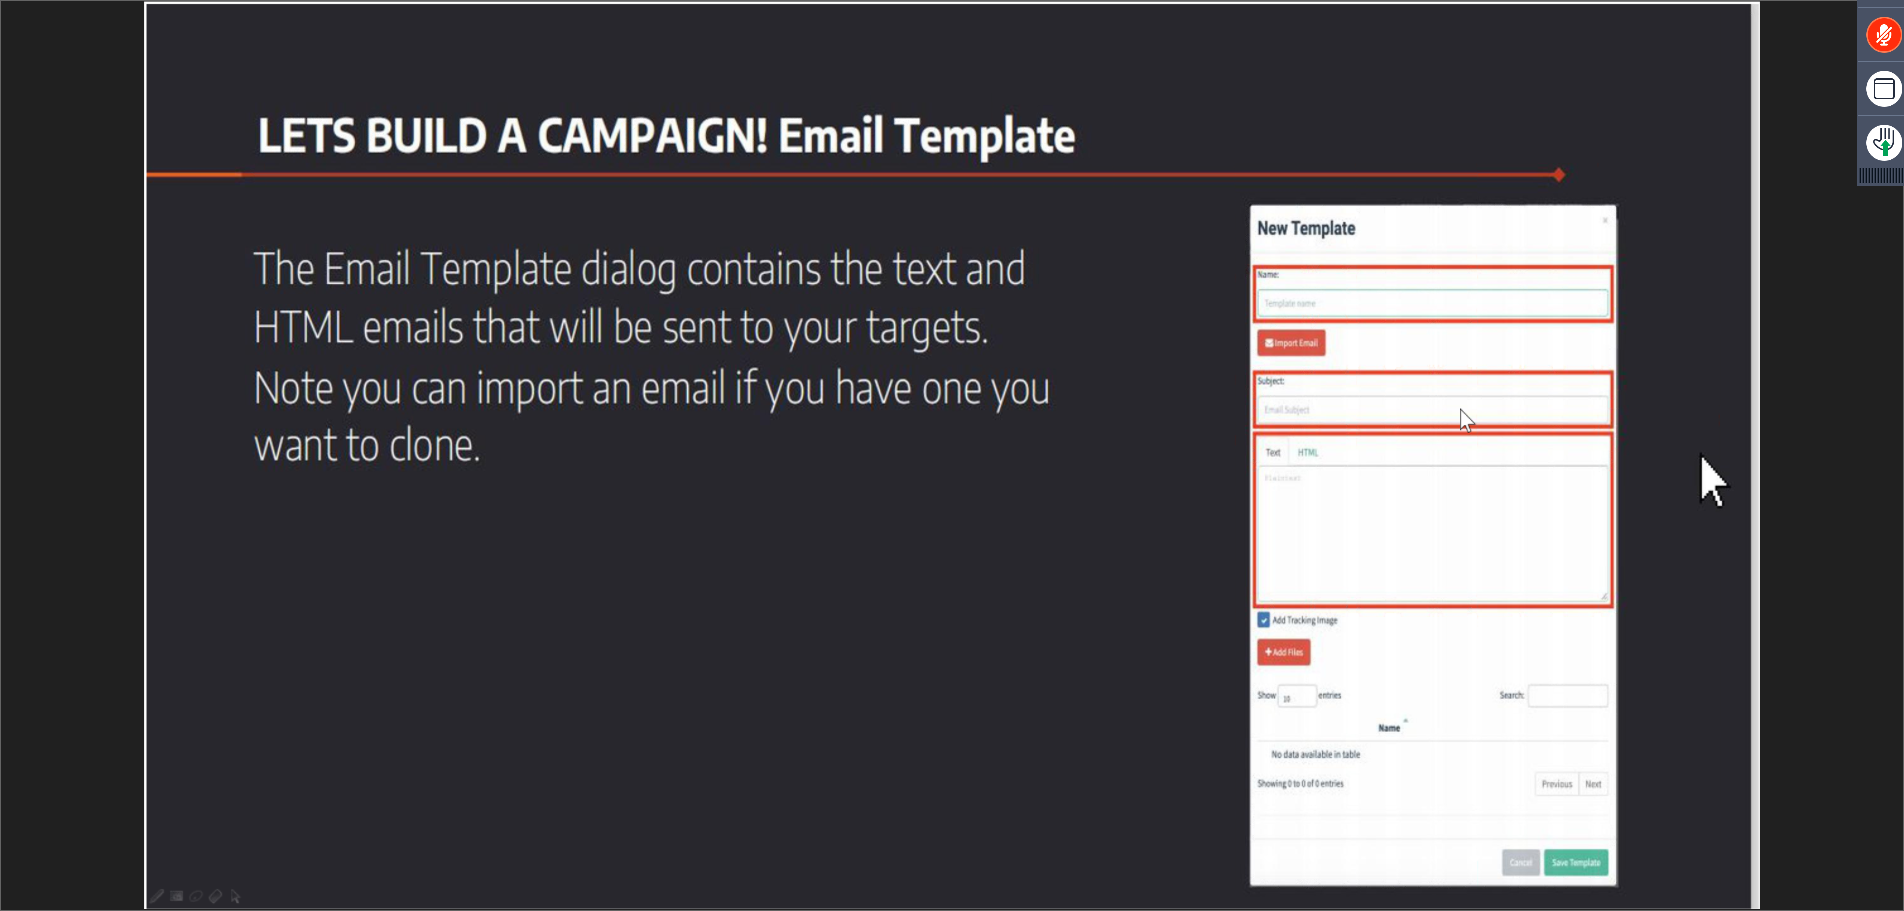 LETS BUILD A CAMPAIGN! Email Template
The Email Template dialog contains the text and
HTML emails that will be sent to your targets.
Note you can import an email if you have one you
want to clone.
New Template
×
Name:
Template name
Import Email
Subject:
Email Subject
Text HTML
Plaintext
Add Tracking Image
+ Add Files
Show 10 entries Search:
Name
No data available in table
Showing 0 to 0 of 0 entries
Previous Next
Cancel Save Template